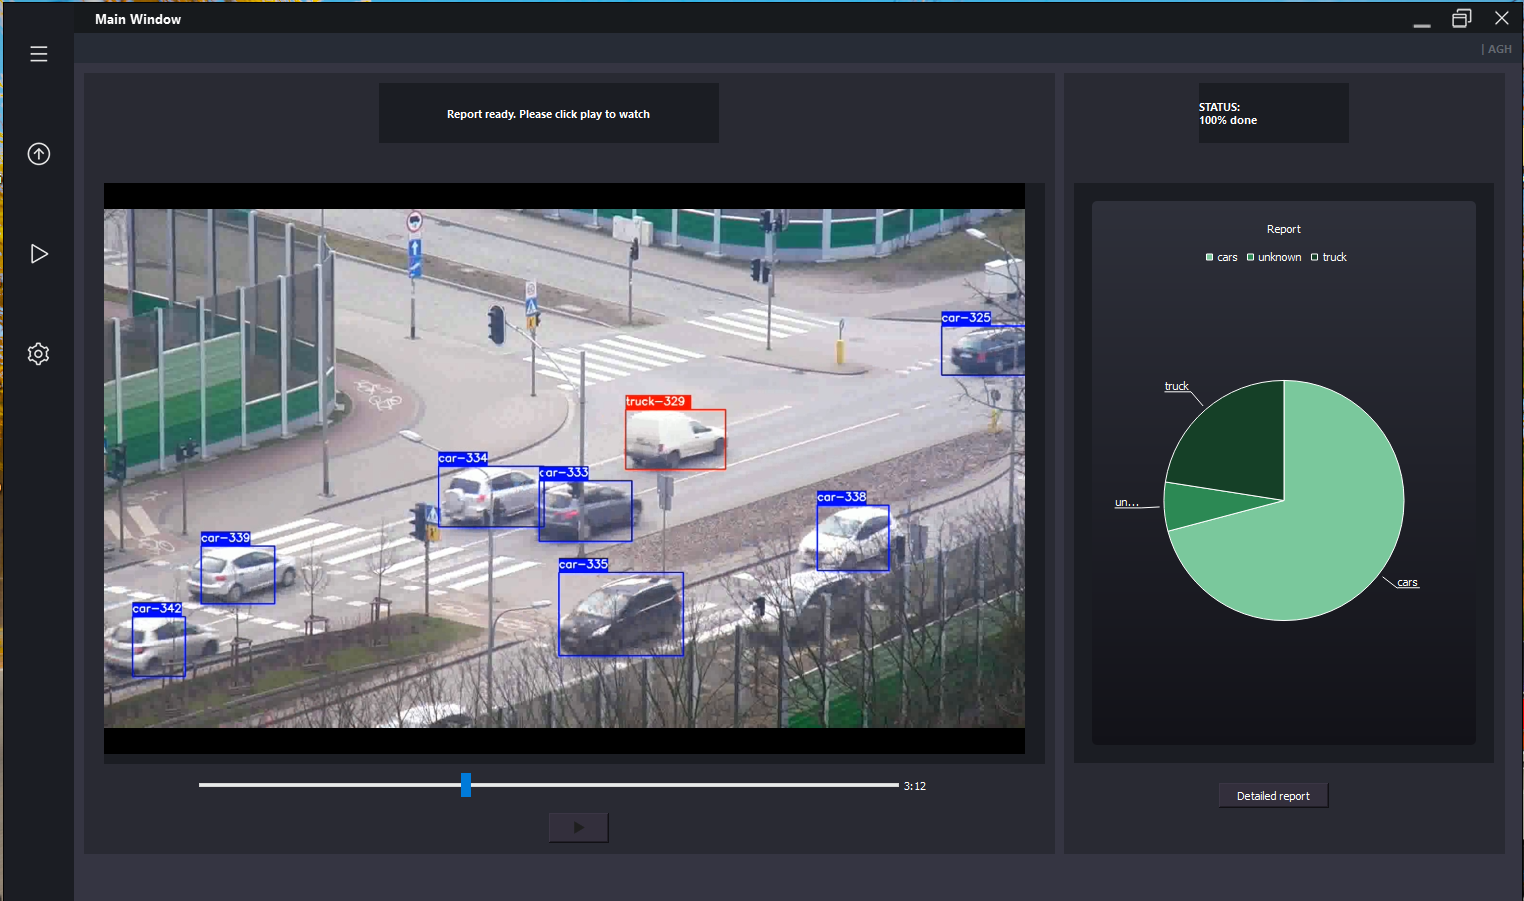 Main Window
| AGH
Report ready. Please click play to watch
STATUS:
100% done
car-325
truck-329
car-334
car-333
car-338
car-339
car-335
car-342
3:12
Report
cars unknown truck
truck
un...
cars
Detailed report